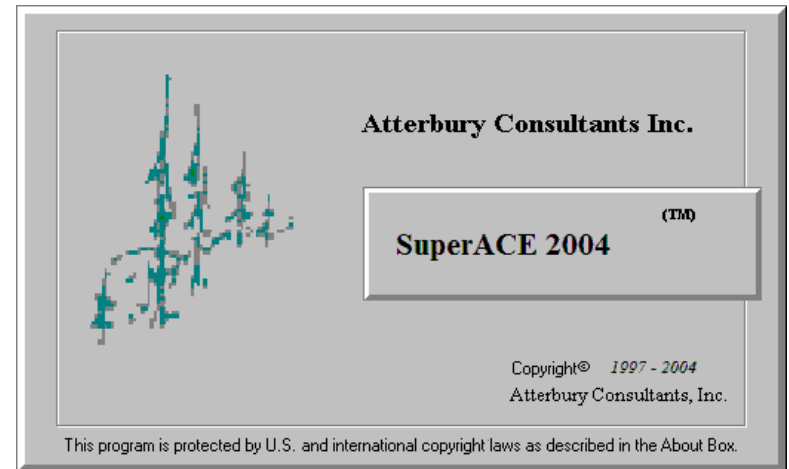 Atterbury Consultants Inc.
(TM)
SuperACE 2004
Copyright© 1997 - 2004
Atterbury Consultants, Inc.
This program is protected by U.S. and international copyright laws as described in the About Box.